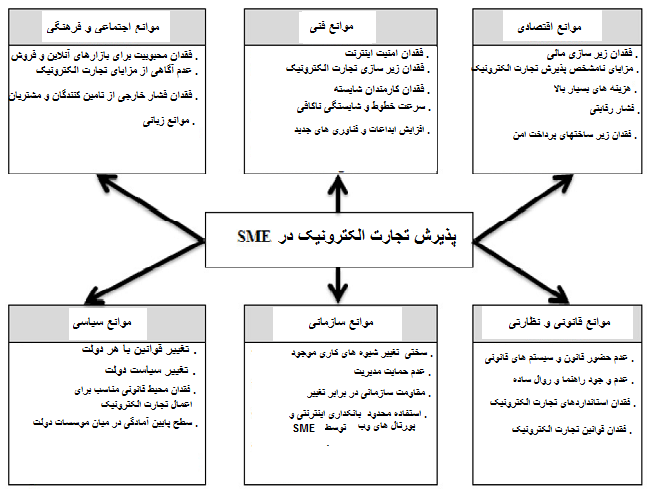 موانع اقتصادی
. فقدان زیر سازی مالی
. مزایای نامشخص پذیرش تجارت الکترونیک
. هزینه های بسیار بالا
. فشار رقابتی
. فقدان زیر ساختهای پرداخت امن
موانع فنی
. فقدان امنیت اینترنت
. فقدان زیر سازی تجارت الکترونیک
. فقدان کارمندان شایسته
. سرعت خطوط و شایستگی ناکافی
. افزایش ابداعات و فناوری های جدید
موانع اجتماعی و فرهنگی
. فقدان محبوبیت برای بازارهای آنلاین و فروش
. عدم آگاهی از مزایای تجارت الکترونیک
. فقدان فشار خارجی از تامین کنندگان و مشتریان
. موانع زبانی
پذیرش تجارت الکترونیک در SME
موانع قانونی و نظارتی
. عدم حضور قانون و سیستم های قانونی
. عدم و جود راهنما و روال ساده
. فقدان استانداردهای تجارت الکترونیک
. فقدان قوانین تجارت الکترونیک
موانع سازمانی
. سختی تغییر شیوه های کاری موجود
. عدم حمایت مدیریت
. مقاومت سازمانی در برابر تغییر
. استفاده محدود بانکداری اینترنتی و
پورتال های وب توسط SME
موانع سیاسی
. تغییر قوانین با هر دولت
. تغییر سیاست دولت
. فقدان محیط قانونی مناسب برای
اعمال تجارت الکترونیک
. سطح پایین آمادگی در میان موسسات دولت